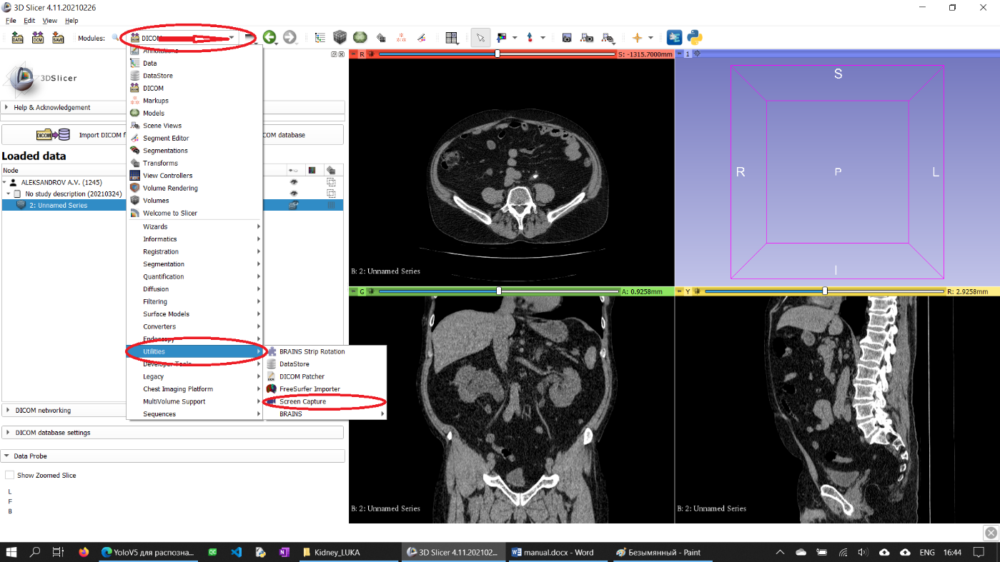 3D Slicer 4.11.20210226
File Edit View Help
DATA DCM SAVE Modules: DICOM
R S: -1315.7000mm
1
3DSlicer
Help & Acknowledgement
Import DICOM f
COM database
Loaded data
Node
ALEKSANDROV A.V. (1245)
No study description (20210324)
2: Unnamed Series
Annotations
Data
DataStore
DICOM
Markups
Models
Scene Views
Segment Editor
Segmentations
Transforms
View Controllers
Volume Rendering
Volumes
Welcome to Slicer
Wizards
Informatics
Registration
Segmentation
Quantification
Diffusion
Filtering
Surface Models
Converters
Endoscopy
Utilities
Developer Tools
Legacy
Chest Imaging Platform
MultiVolume Support
Sequences
BRAINS Strip Rotation
DataStore
DICOM Patcher
FreeSurfer Importer
Screen Capture
BRAINS
DICOM networking
DICOM database settings
Data Probe
Show Zoomed Slice
L
F
B
B: 2: Unnamed Series
S
R P L
I
G A: 0.9258mm
Y R: 2.9258mm
B: 2: Unnamed Series
B: 2: Unnamed Series
YoloV5 для распозна... Kidney_LUKA 3D Slicer 4.11.202102... manual.docx - Word Безымянный - Paint ENG 16:44